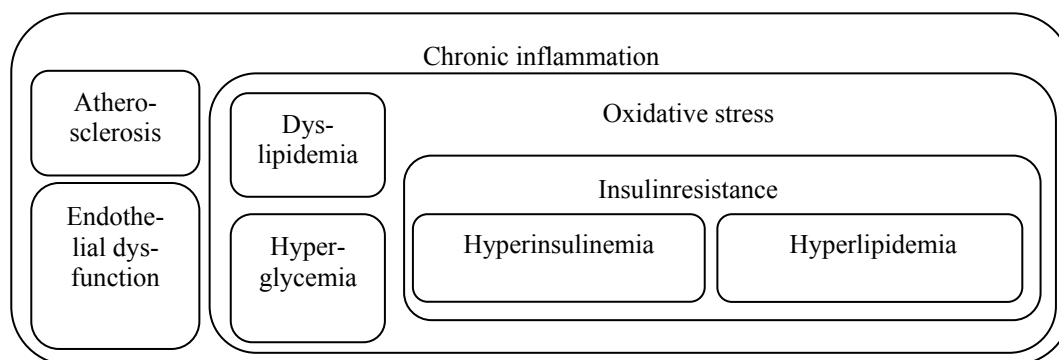 Chronic inflammation
Athero-
sclerosis
Endothe-
lial dys-
function
Oxidative stress
Dys-
lipidemia
Hyper-
glycemia
Insulinresistance
Hyperinsulinemia
Hyperlipidemia